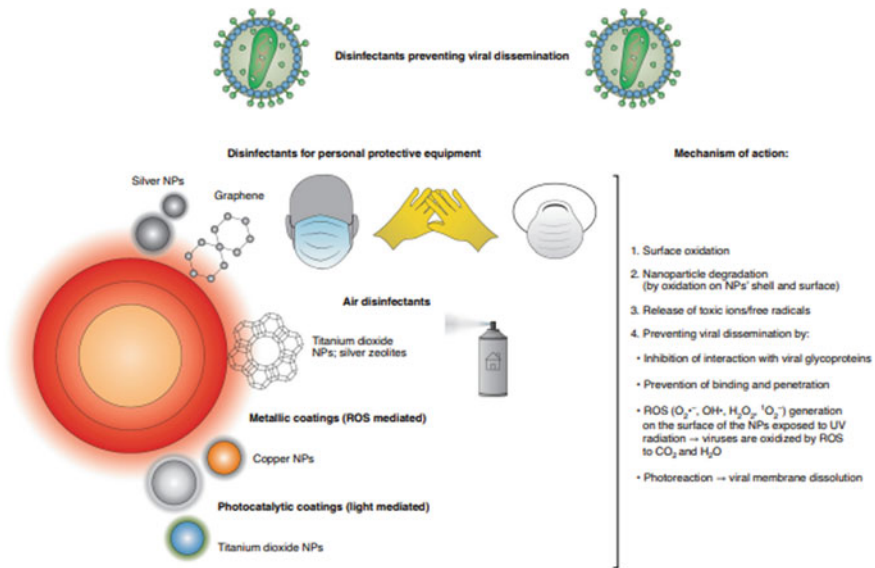 Disinfectants preventing viral dissemination
Disinfectants for personal protective equipment
Silver NPs
Graphene
Air disinfectants
Titanium dioxide
NPs; silver zeolites
Metallic coatings (ROS mediated)
Copper NPs
Photocatalytic coatings (light mediated)
Titanium dioxide NPs
Mechanism of action:
1. Surface oxidation
2. Nanoparticle degradation
(by oxidation on NPs' shell and surface)
3. Release of toxic ions/free radicals
4. Preventing viral dissemination by:
• Inhibition of interaction with viral glycoproteins
• Prevention of binding and penetration
• ROS (O₂•⁻, OH•, H₂O₂, ¹O₂⁻) generation
on the surface of the NPs exposed to UV
radiation → viruses are oxidized by ROS
to CO₂ and H₂O
• Photoreaction → viral membrane dissolution